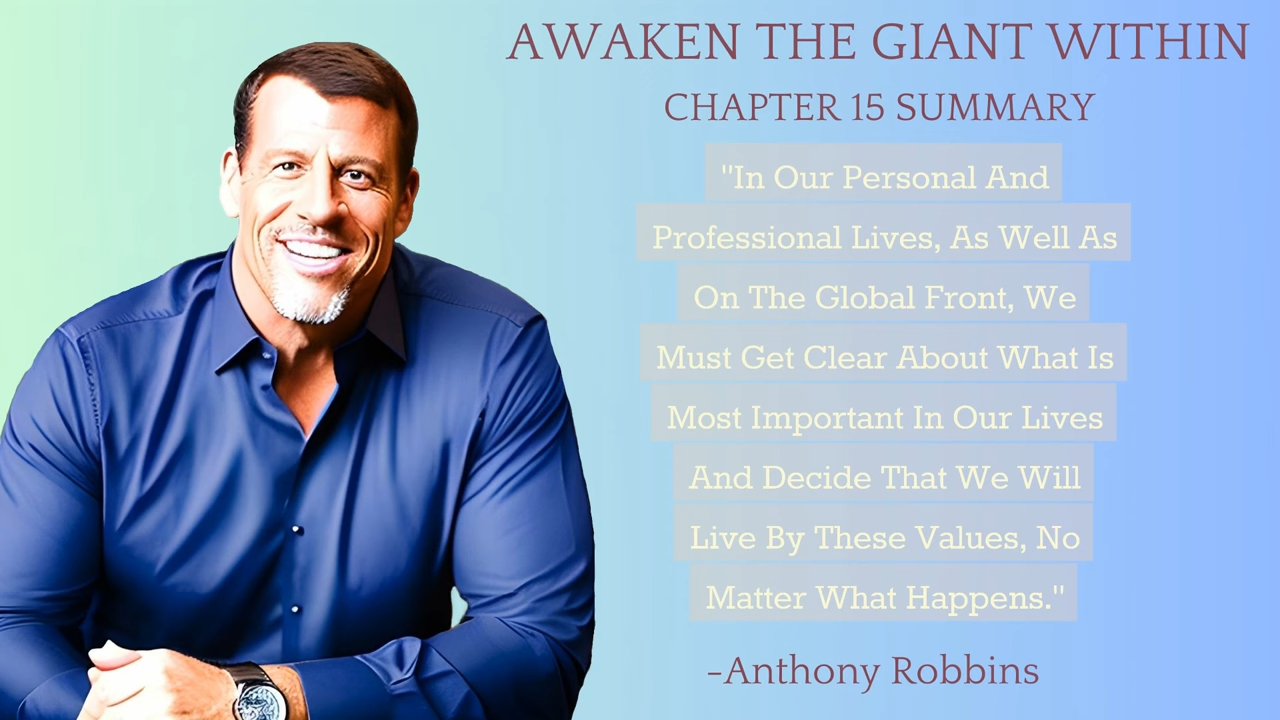 AWAKEN THE GIANT WITHIN
CHAPTER 15 SUMMARY
"In Our Personal And
Professional Lives, As Well As
On The Global Front, We
Must Get Clear About What Is
Most Important In Our Lives
And Decide That We Will
Live By These Values, No
Matter What Happens."
-Anthony Robbins